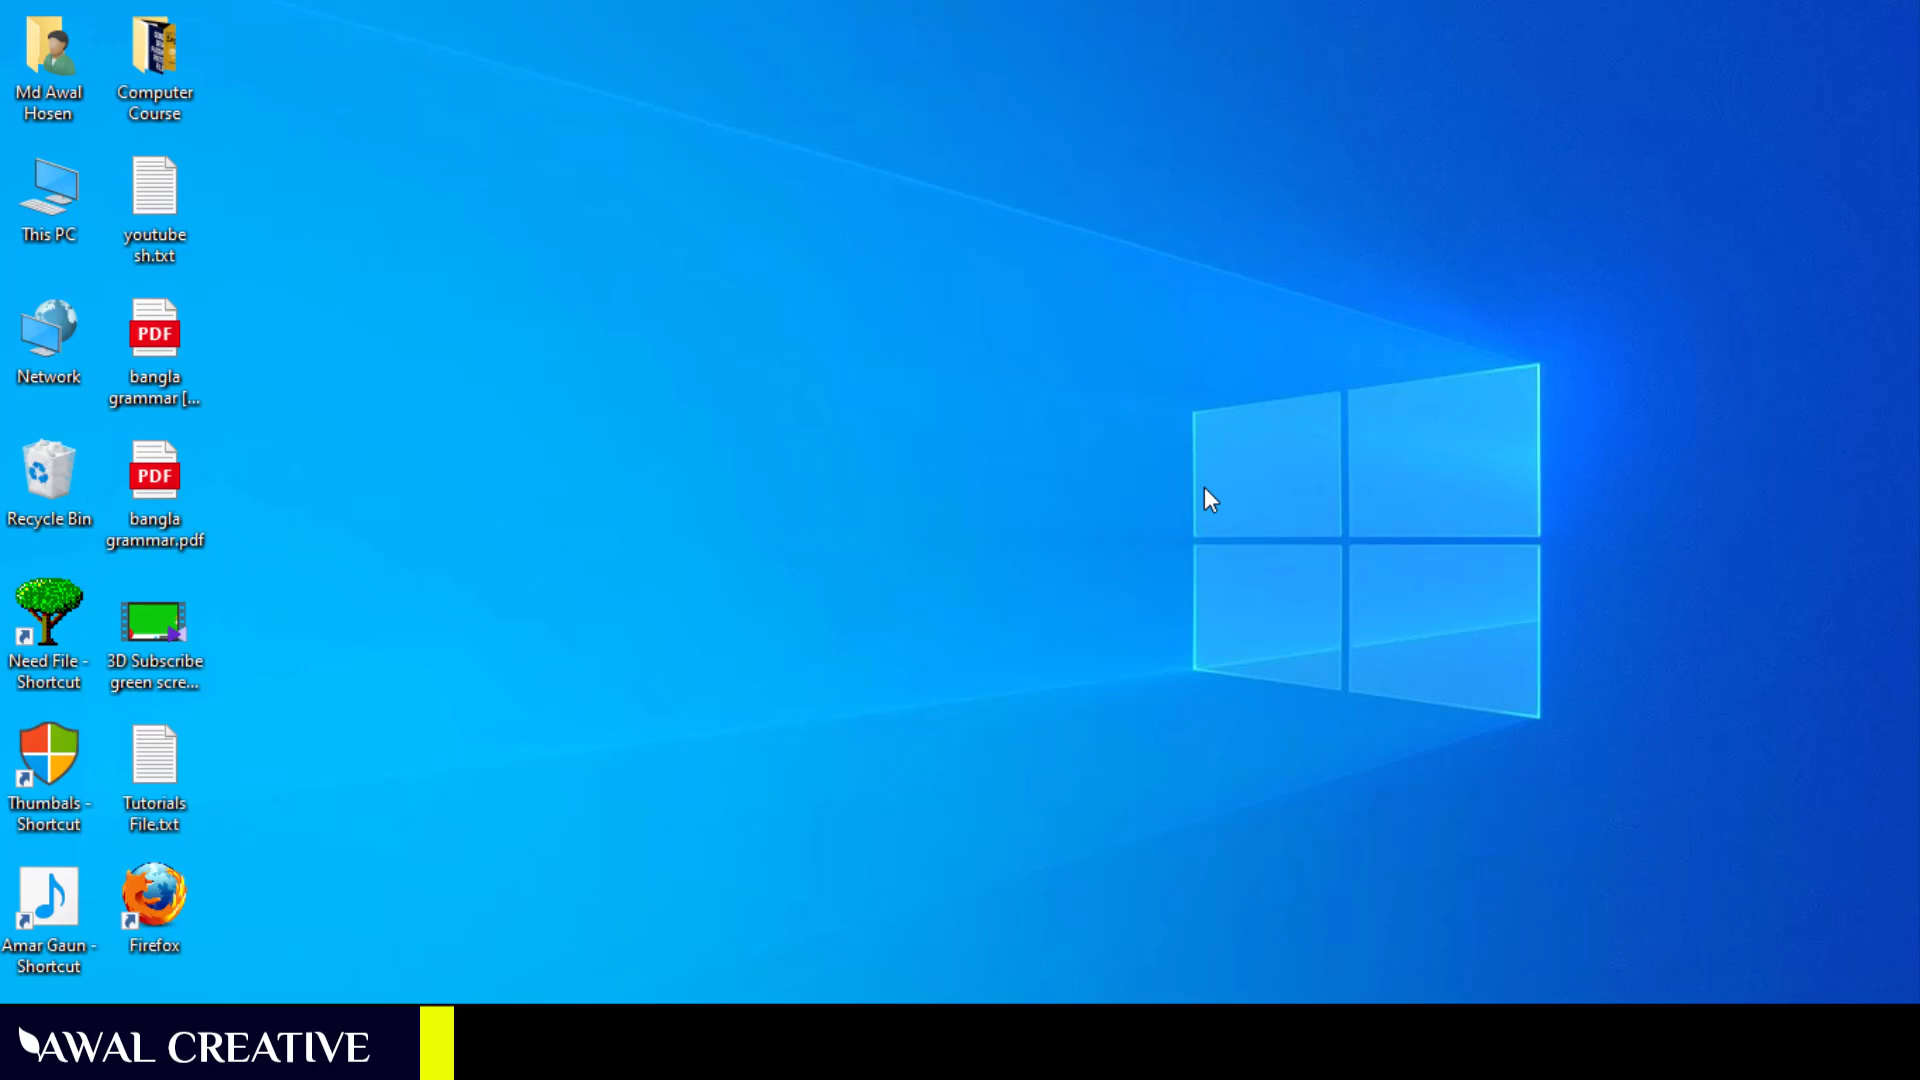 Md Awal
Hosen
Computer
Course
This PC
youtube
sh.txt
Network
PDF
bangla
grammar [...
Recycle Bin
PDF
bangla
grammar.pdf
Need File -
Shortcut
3D Subscribe
green scre...
Thumbals -
Shortcut
Tutorials
File.txt
Amar Gaun -
Shortcut
Firefox
AWAL CREATIVE